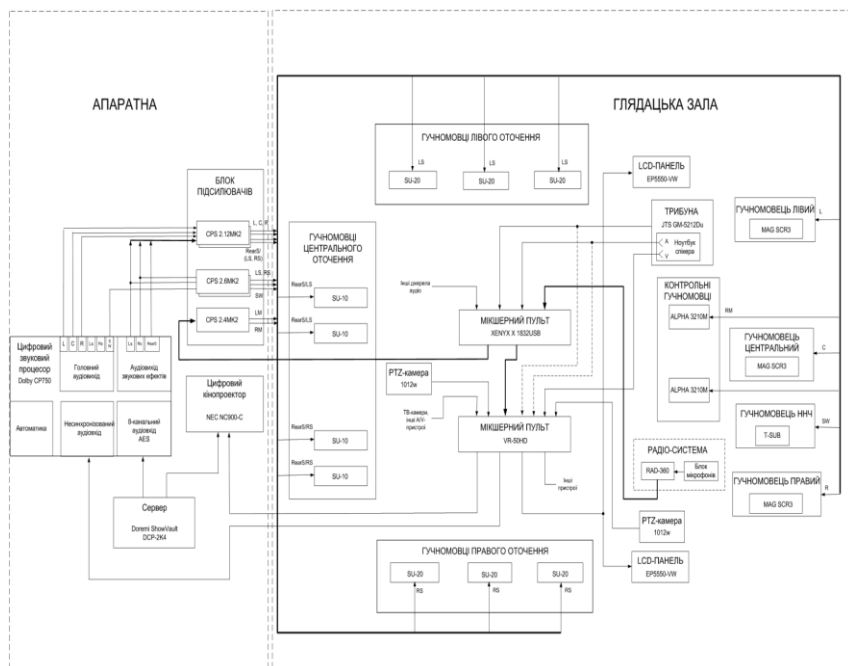 АПАРАТНА
ГЛЯДАЦЬКА ЗАЛА
БЛОК
ПІДСИЛЮВАЧІВ
CPS 2.12MK2
CPS 2.6MK2
CPS 2.4MK2
L, C, R
RearS/
(LS, RS)
LS, RS
SW
LM
RM
Цифровий
звуковий
процесор
Dolby CP750
L
C
R
Ls
Rs
Ls
Rs
RearS
Головний
аудіовихід
Аудіовихід
звукових ефектів
Автоматика
Несинхронізований
аудіовхід
8-канальний
аудіовхід
AES
Цифровий
кінопроектор
NEC NC900-C
Сервер
Doremi ShowVault
DCP-2K4
ГУЧНОМОВЦІ ЛІВОГО ОТОЧЕННЯ
LS
LS
LS
SU-20
SU-20
SU-20
ГУЧНОМОВЦІ
ЦЕНТРАЛЬНОГО
ОТОЧЕННЯ
RearS/LS
SU-10
RearS/LS
SU-10
RearS/RS
SU-10
RearS/RS
SU-10
Інші джерела
аудіо
МІКШЕРНИЙ ПУЛЬТ
XENYX X 1832USB
PTZ-камера
1012w
ТВ-камери,
інші A/V-
пристрої
МІКШЕРНИЙ ПУЛЬТ
VR-50HD
Інші
пристрої
LCD-ПАНЕЛЬ
EP5550-VW
ТРИБУНА
JTS GM-5212Du
A
V
Ноутбук
спікера
КОНТРОЛЬНІ
ГУЧНОМОВЦІ
ALPHA 3210M
RM
ALPHA 3210M
РАДІО-СИСТЕМА
RAD-360
Блок
мікрофонів
PTZ-камера
1012w
LCD-ПАНЕЛЬ
EP5550-VW
ГУЧНОМОВЕЦЬ ЛІВИЙ
MAG SCR3
L
ГУЧНОМОВЕЦЬ
ЦЕНТРАЛЬНИЙ
MAG SCR3
C
ГУЧНОМОВЕЦЬ ННЧ
T-SUB
SW
ГУЧНОМОВЕЦЬ ПРАВИЙ
MAG SCR3
R
ГУЧНОМОВЦІ ПРАВОГО ОТОЧЕННЯ
SU-20
SU-20
SU-20
RS
RS
RS